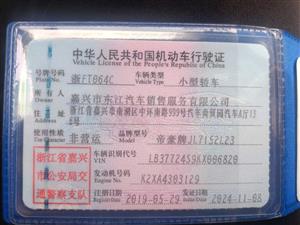 中华人民共和国机动车行驶证
Vehicle License of the People's Republic of China
号牌号码 浙FT064C 车辆类型 小型轿车
Plate No. Vehicle Type
所有人 嘉兴市东江汽车销售服务有限公司
Owner
住址 嘉兴市南湖区中环南路939号汽车商贸园汽车A厅13
Address 1号
使用性质 非营运 品牌型号 帝豪牌JL7152L23
Use Character Model
浙江省嘉兴
市公安局交
通警察支队
车辆识别代号 LB37724S9KX006820
VIN
发动机号码 K2XA4303129
Engine No.
注册日期 2019-05-29 发证日期 2024-11-08
Register Date Issue Date